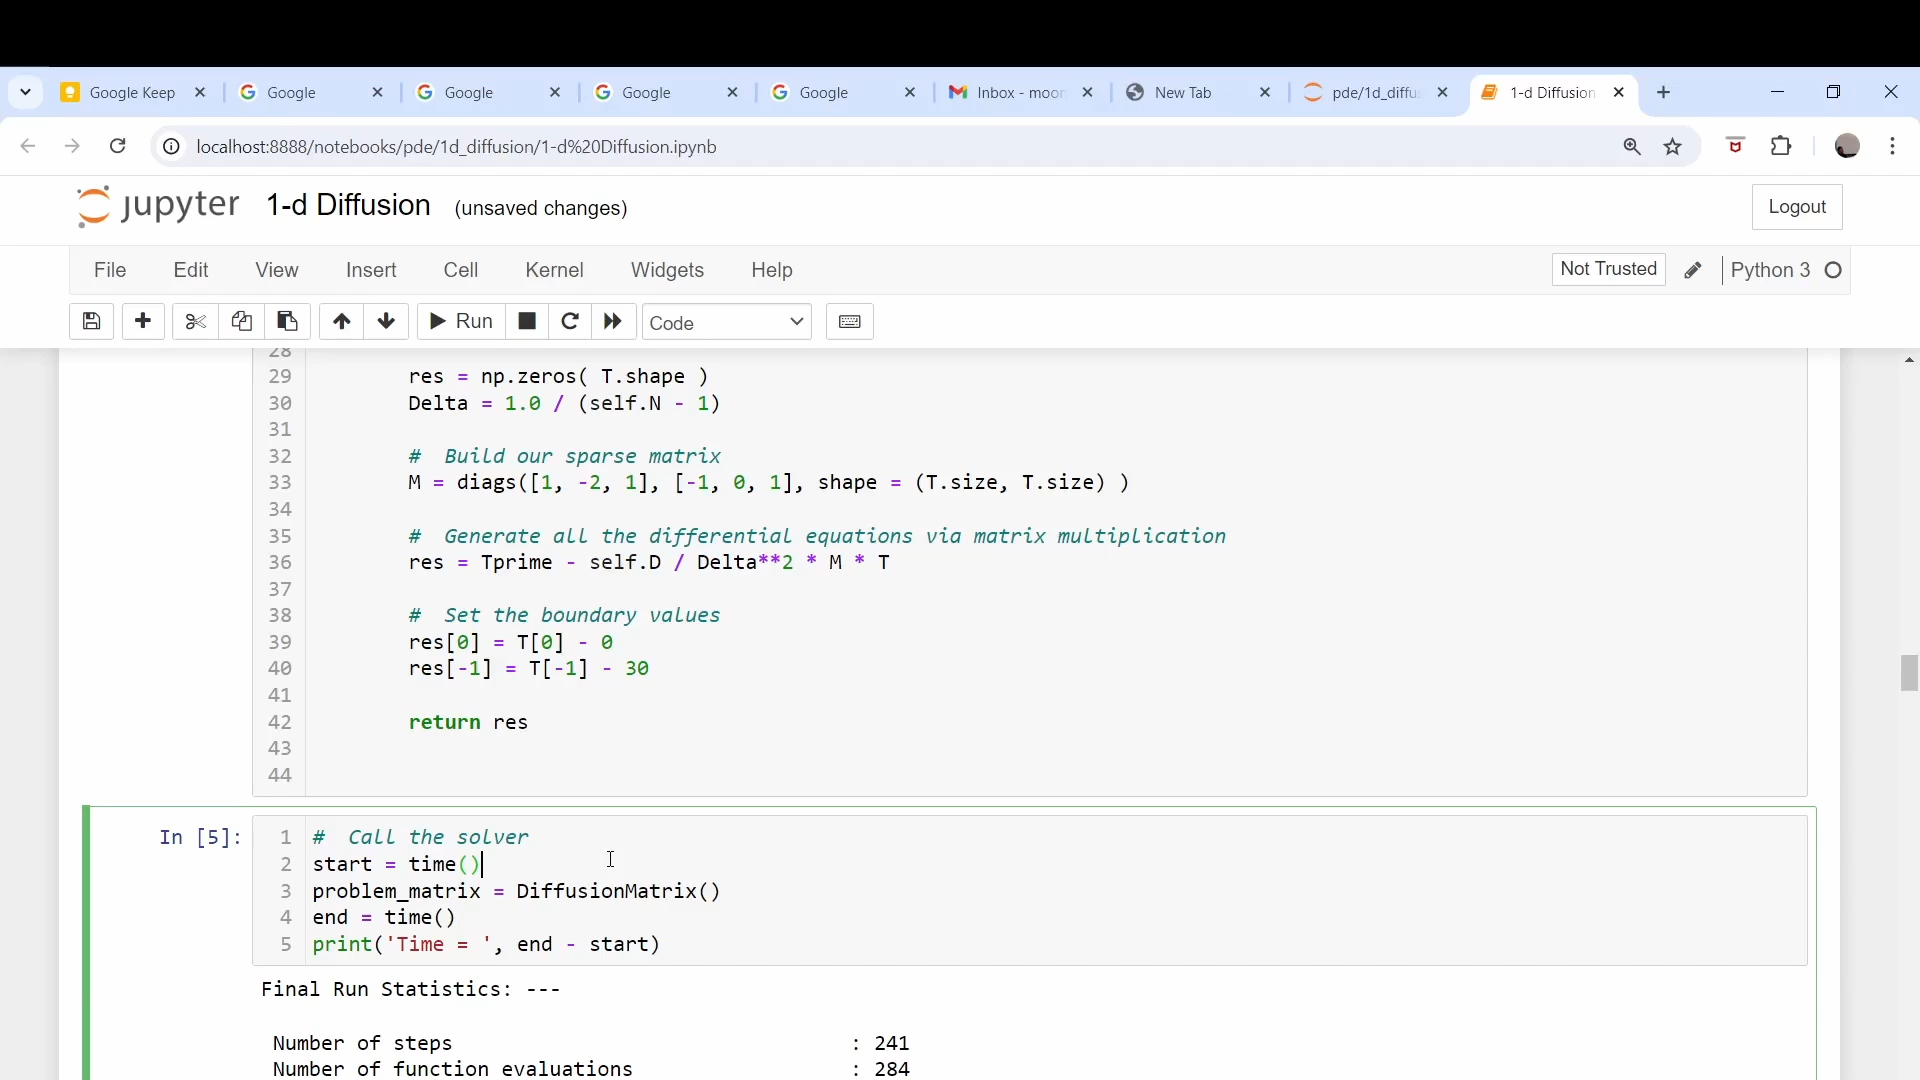 Google Keep
Google
Google
Google
Google
Inbox - moon
New Tab
pde/1d_diffu
1-d Diffusion
localhost:8888/notebooks/pde/1d_diffusion/1-d%20Diffusion.ipynb
jupyter 1-d Diffusion (unsaved changes)
Logout
File Edit View Insert Cell Kernel Widgets Help
Not Trusted
Python 3
Run
Code
28
29 res = np.zeros( T.shape )
30 Delta = 1.0 / (self.N - 1)
31
32 # Build our sparse matrix
33 M = diags([1, -2, 1], [-1, 0, 1], shape = (T.size, T.size) )
34
35 # Generate all the differential equations via matrix multiplication
36 res = Tprime - self.D / Delta**2 * M * T
37
38 # Set the boundary values
39 res[0] = T[0] - 0
40 res[-1] = T[-1] - 30
41
42 return res
43
44
In [5]:
1 # Call the solver
2 start = time()
3 problem_matrix = DiffusionMatrix()
4 end = time()
5 print('Time = ', end - start)
Final Run Statistics: ---
Number of steps : 241
Number of function evaluations : 284